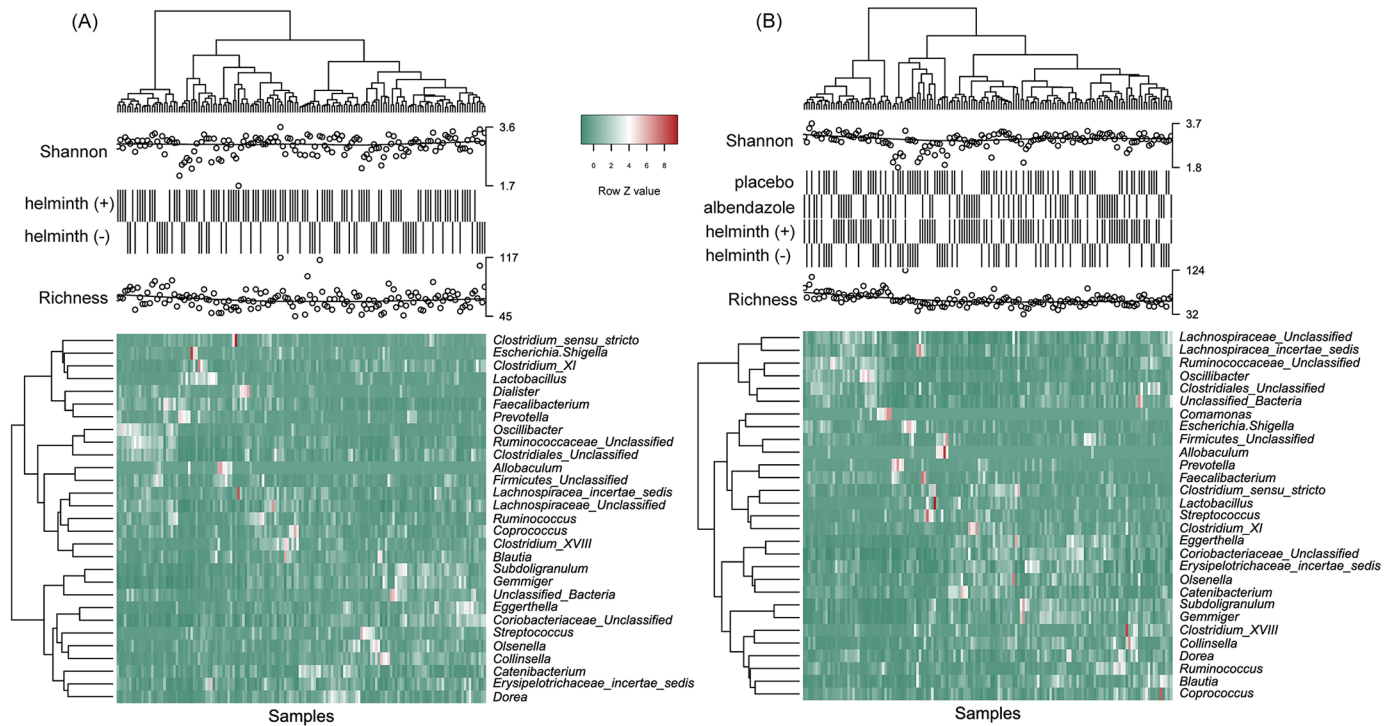 (A)
Shannon
3.6
1.7
helminth (+)
helminth (-)
117
Richness
45
Clostridium_sensu_stricto
Escherichia.Shigella
Clostridium_XI
Lactobacillus
Dialister
Faecalibacterium
Prevotella
Oscillibacter
Ruminococcaceae_Unclassified
Clostridiales_Unclassified
Allobaculum
Firmicutes_Unclassified
Lachnospiracea_incertae_sedis
Lachnospiraceae_Unclassified
Ruminococcus
Coprococcus
Clostridium_XVIII
Blautia
Subdoligranulum
Gemmiger
Unclassified_Bacteria
Eggerthella
Coriobacteriaceae_Unclassified
Streptococcus
Olsenella
Collinsella
Catenibacterium
Erysipelotrichaceae_incertae_sedis
Dorea
Samples
0 2 4 6 8
Row Z value
(B)
Shannon
3.7
1.8
placebo
albendazole
helminth (+)
helminth (-)
124
Richness
32
Lachnospiraceae_Unclassified
Lachnospiracea_incertae_sedis
Ruminococcaceae_Unclassified
Oscillibacter
Clostridiales_Unclassified
Unclassified_Bacteria
Comamonas
Escherichia.Shigella
Firmicutes_Unclassified
Allobaculum
Prevotella
Faecalibacterium
Clostridium_sensu_stricto
Lactobacillus
Streptococcus
Clostridium_XI
Eggerthella
Coriobacteriaceae_Unclassified
Erysipelotrichaceae_incertae_sedis
Olsenella
Catenibacterium
Subdoligranulum
Gemmiger
Clostridium_XVIII
Collinsella
Dorea
Ruminococcus
Blautia
Coprococcus
Samples